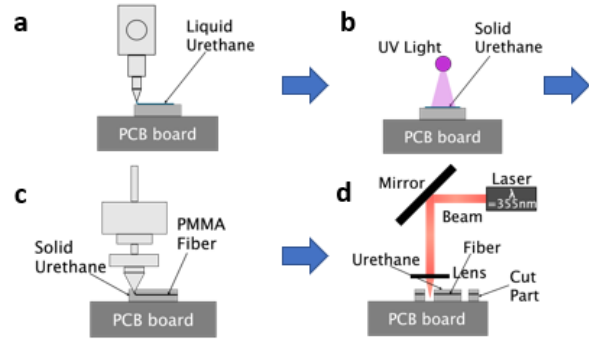 a
Liquid
Urethane
PCB board
b
UV Light
Solid
Urethane
PCB board
c
Solid
Urethane
PMMA
Fiber
PCB board
d
Mirror
Laser
λ
=355nm
Beam
Urethane
Fiber
Lens
Cut
Part
PCB board